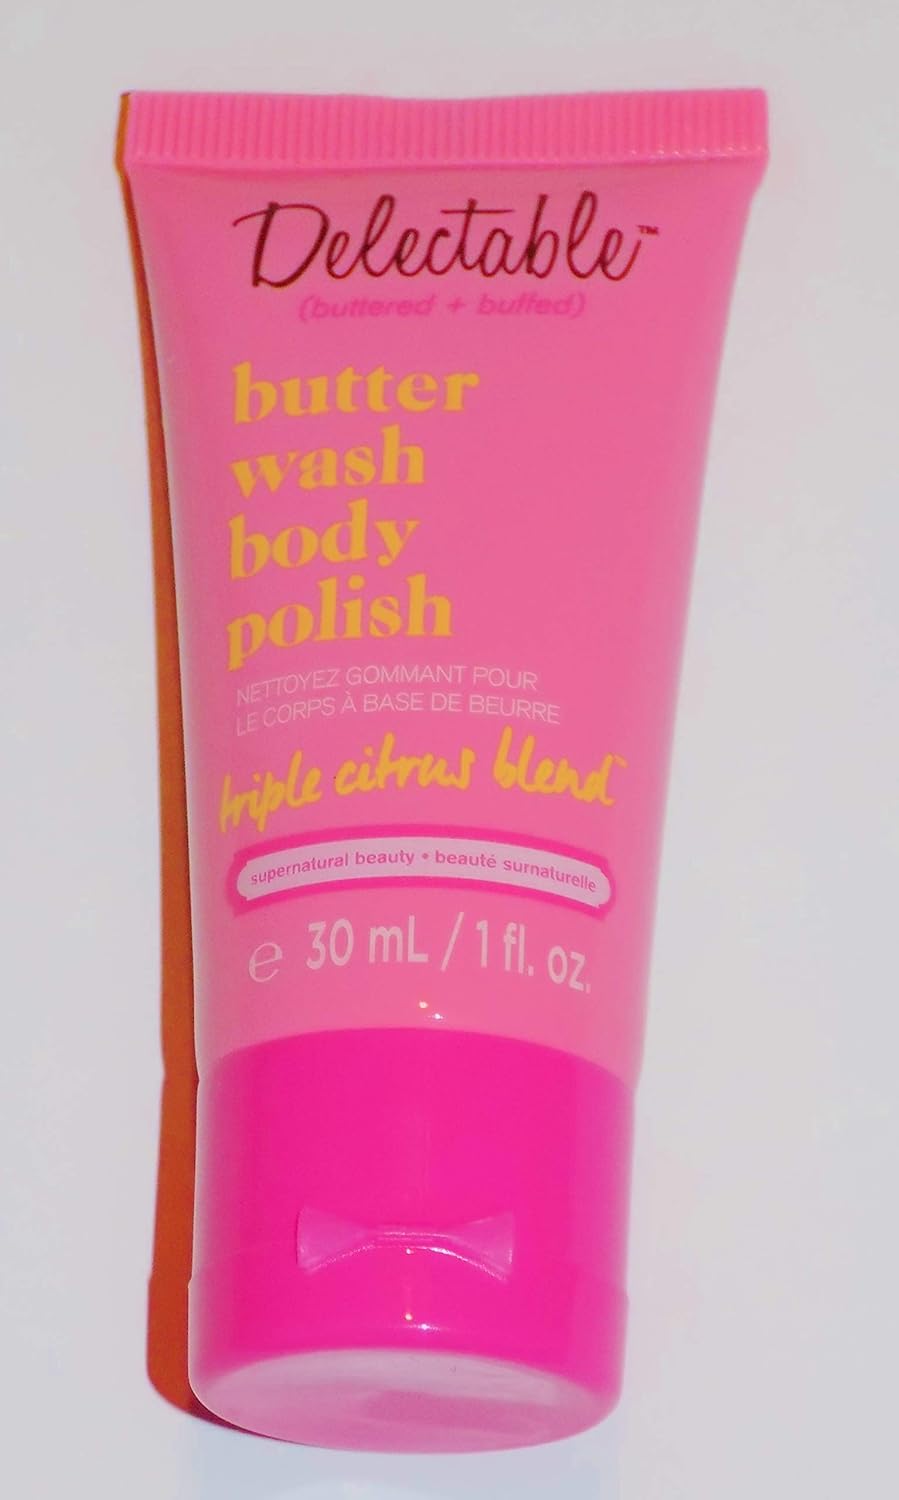 Delectable™
(buttered + buffed)
butter
wash
body
polish
NETTOYEZ GOMMANT POUR
LE CORPS À BASE DE BEURRE
triple citrus blend™
supernatural beauty • beauté surnaturelle
℮ 30 mL / 1 fl. oz.